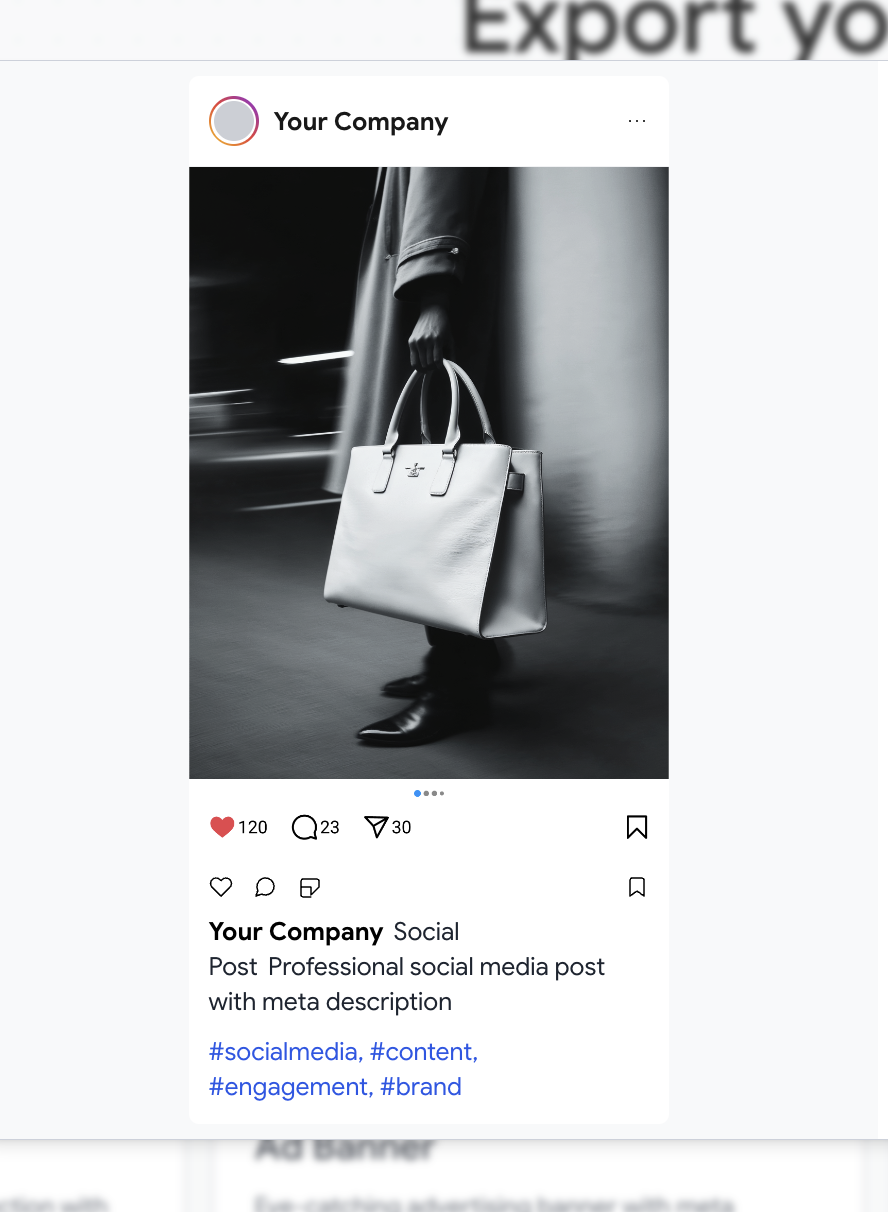 Export yo
Your Company
...
120 23 30
Your Company Social
Post Professional social media post
with meta description
#socialmedia, #content,
#engagement, #brand
Ad Banner
ction with Eye-catching advertising banner with meta